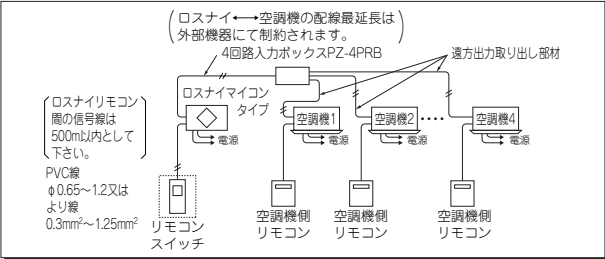 ロスナイ⟷空調機の配線最延長は
外部機器にて制約されます。
4回路入力ボックスPZ-4PRB
遠方出力取り出し部材
ロスナイマイコン
タイプ
ロスナイリモコン
間の信号線は
500m以内として
下さい。
PVC線
φ0.65〜1.2又は
より線
0.3mm²〜1.25mm²
電源
リモコン
スイッチ
空調機1
電源
空調機側
リモコン
空調機2
電源
空調機側
リモコン
空調機4
電源
空調機側
リモコン